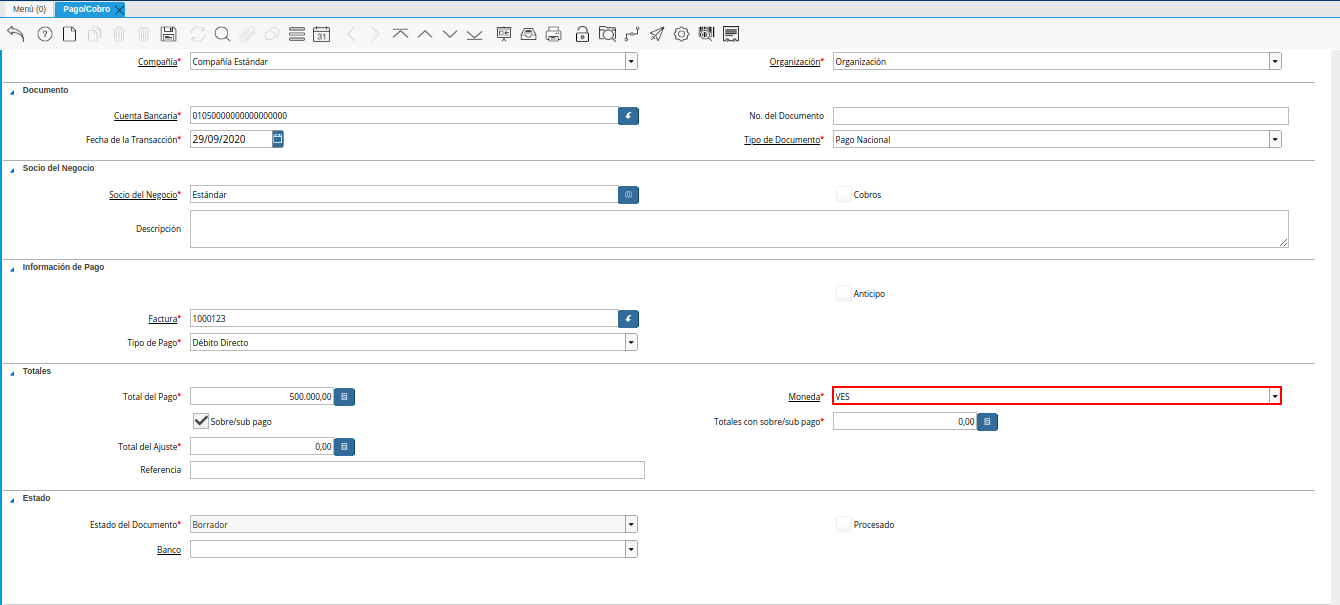 Menú (0) Pago/Cobro
31
Compañía* Compañía Estándar Organización* Organización
Documento
Cuenta Bancaria* 01050000000000000000 No. del Documento
Fecha de la Transacción* 29/09/2020 Tipo de Documento* Pago Nacional
Socio del Negocio
Socio del Negocio* Estándar Cobros
Descripción
Información de Pago
Anticipo
Factura* 1000123
Tipo de Pago* Débito Directo
Totales
Total del Pago* 500.000,00 Moneda* VES
Sobre/sub pago Totales con sobre/sub pago* 0,00
Total del Ajuste* 0,00
Referencia
Estado
Estado del Documento* Borrador Procesado
Banco